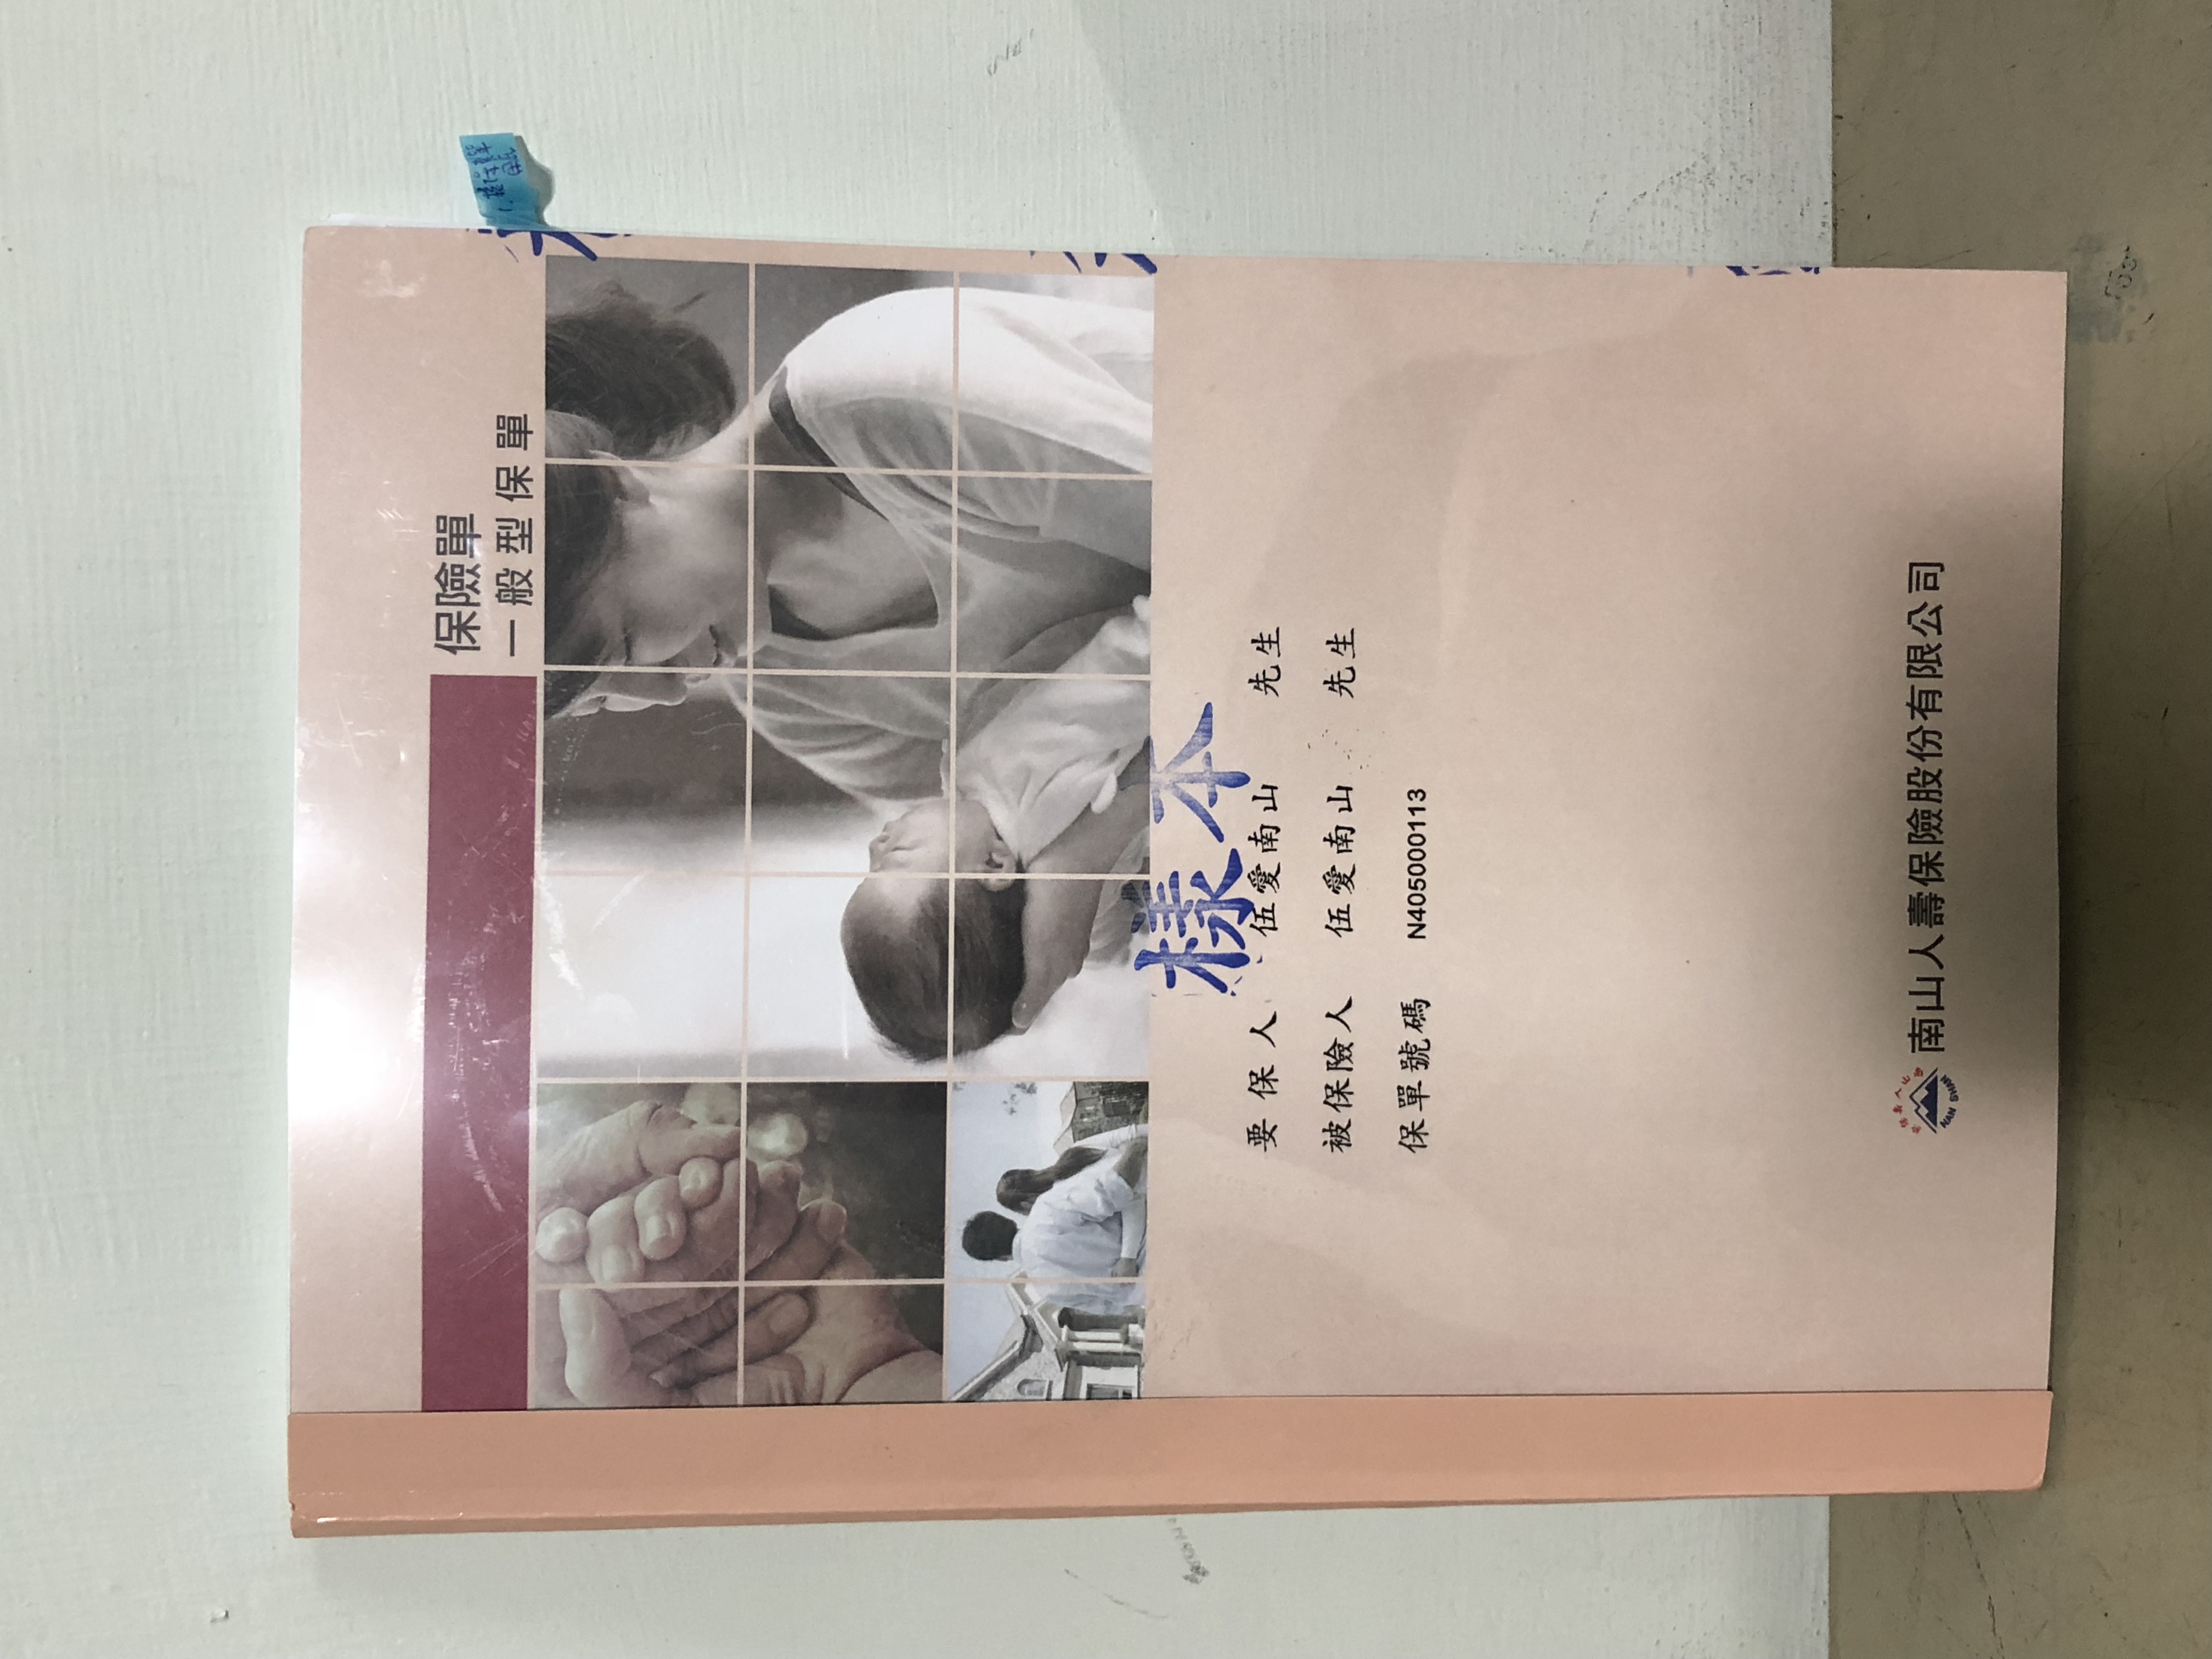 保險單
一般型保單
樣本
要保人 伍愛南山 先生
被保險人 伍愛南山 先生
保單號碼 N405000113
南山人壽保險股份有限公司
NAN SHAN